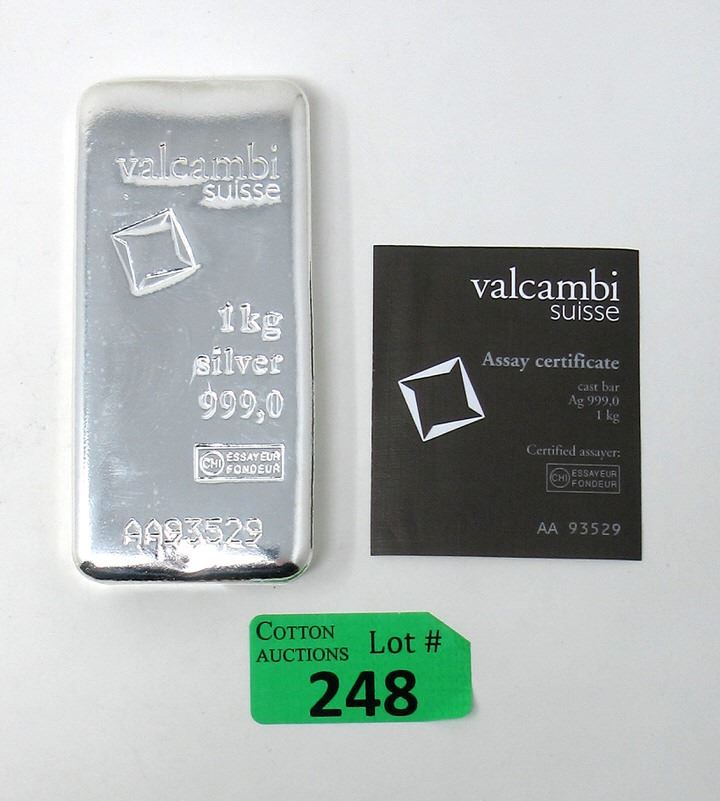 valcambi
suisse
1kg
silver
999,0
CHI ESSAYEUR
FONDEUR
AA93529
valcambi
suisse
Assay certificate
cast bar
Ag 999.0
1 kg
Certified assayer:
CHI ESSAYEUR
FONDEUR
AA 93529
COTTON
AUCTIONS
Lot #
248